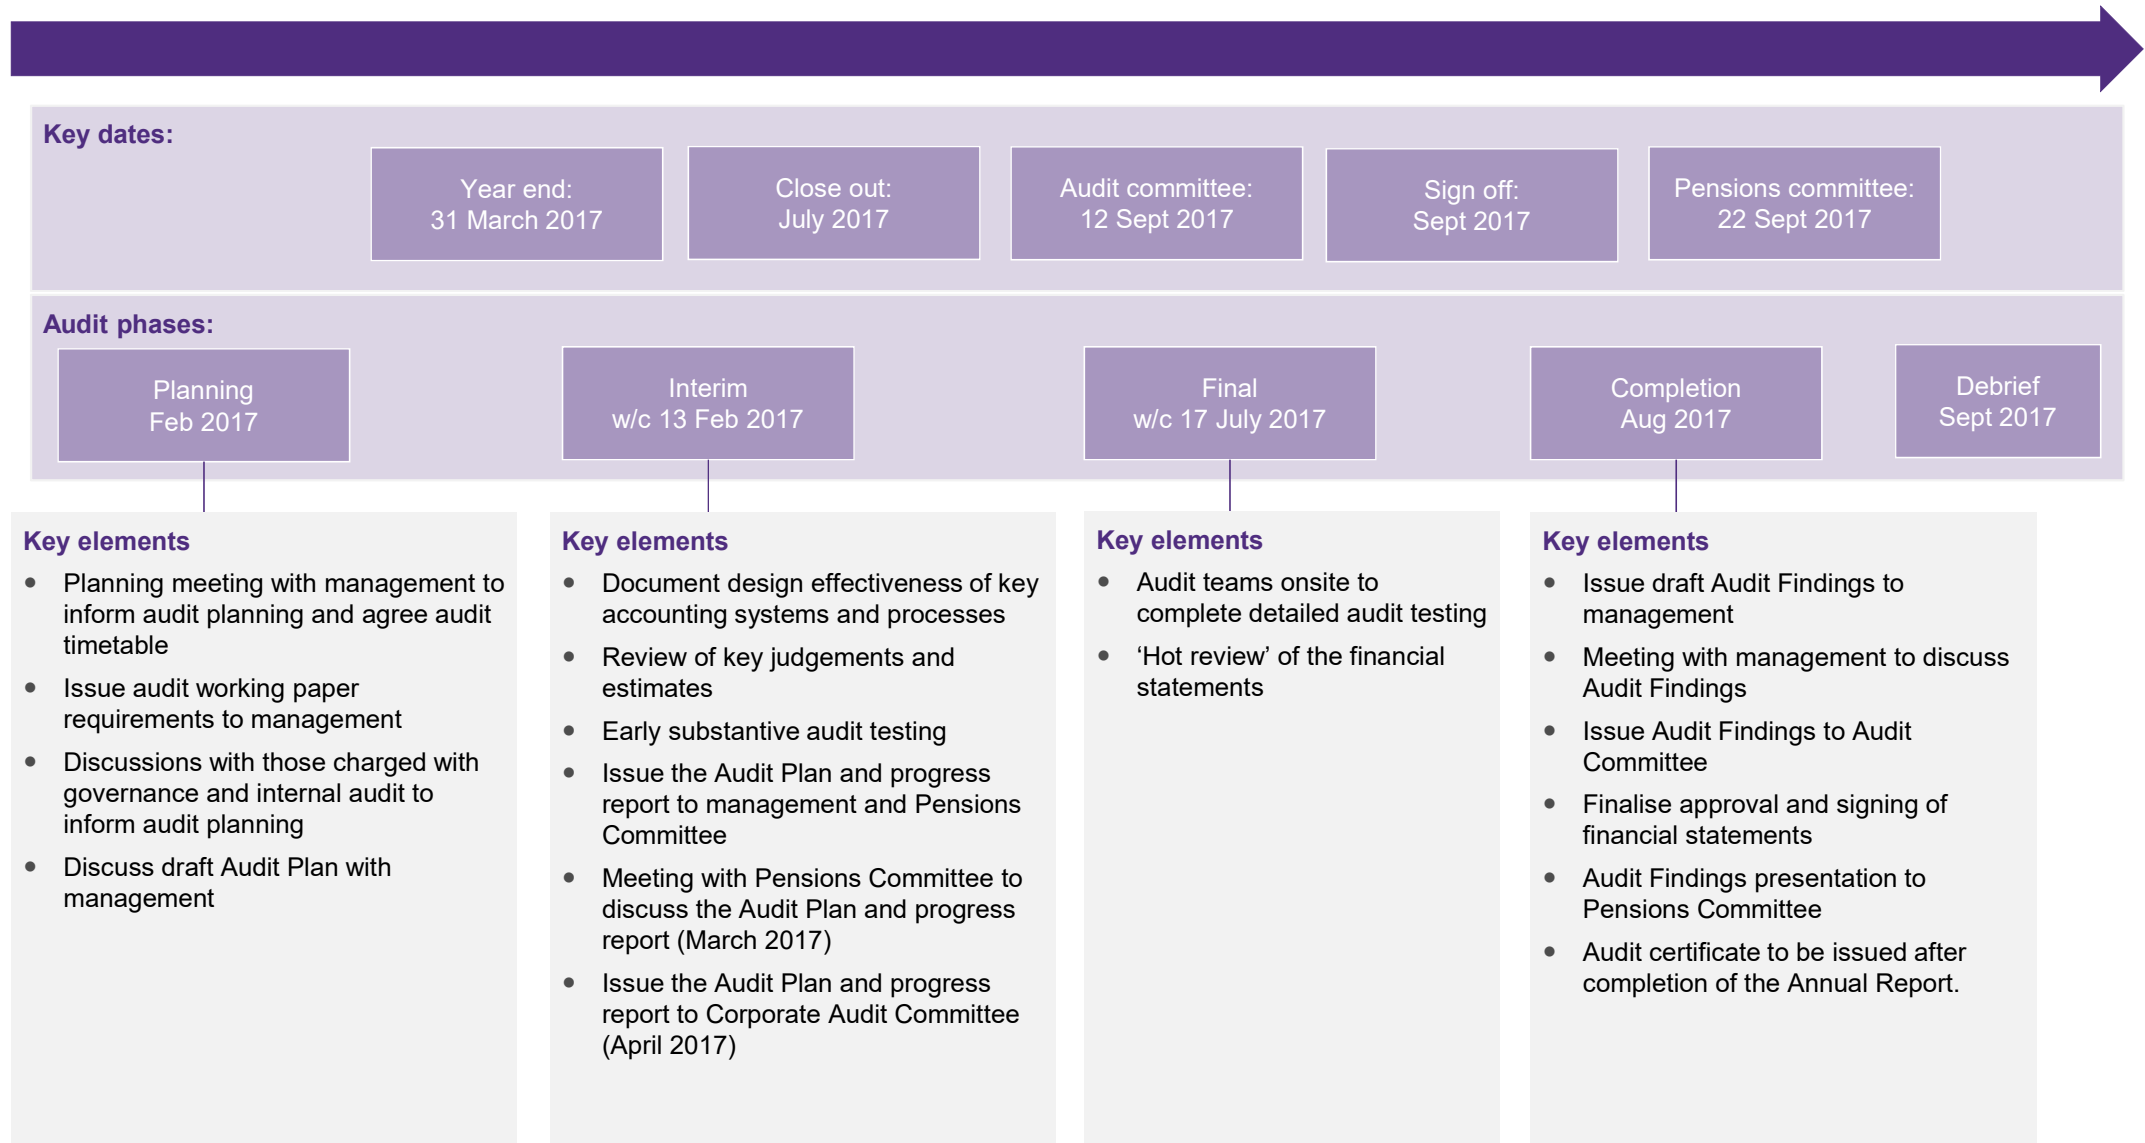 Key dates:
Year end:
31 March 2017
Close out:
July 2017
Audit committee:
12 Sept 2017
Sign off:
Sept 2017
Pensions committee:
22 Sept 2017
Audit phases:
Planning
Feb 2017
Interim
w/c 13 Feb 2017
Final
w/c 17 July 2017
Completion
Aug 2017
Debrief
Sept 2017
Key elements
• Planning meeting with management to
inform audit planning and agree audit
timetable
• Issue audit working paper
requirements to management
• Discussions with those charged with
governance and internal audit to
inform audit planning
• Discuss draft Audit Plan with
management
Key elements
• Document design effectiveness of key
accounting systems and processes
• Review of key judgements and
estimates
• Early substantive audit testing
• Issue the Audit Plan and progress
report to management and Pensions
Committee
• Meeting with Pensions Committee to
discuss the Audit Plan and progress
report (March 2017)
• Issue the Audit Plan and progress
report to Corporate Audit Committee
(April 2017)
Key elements
• Audit teams onsite to
complete detailed audit testing
• ‘Hot review’ of the financial
statements
Key elements
• Issue draft Audit Findings to
management
• Meeting with management to discuss
Audit Findings
• Issue Audit Findings to Audit
Committee
• Finalise approval and signing of
financial statements
• Audit Findings presentation to
Pensions Committee
• Audit certificate to be issued after
completion of the Annual Report.